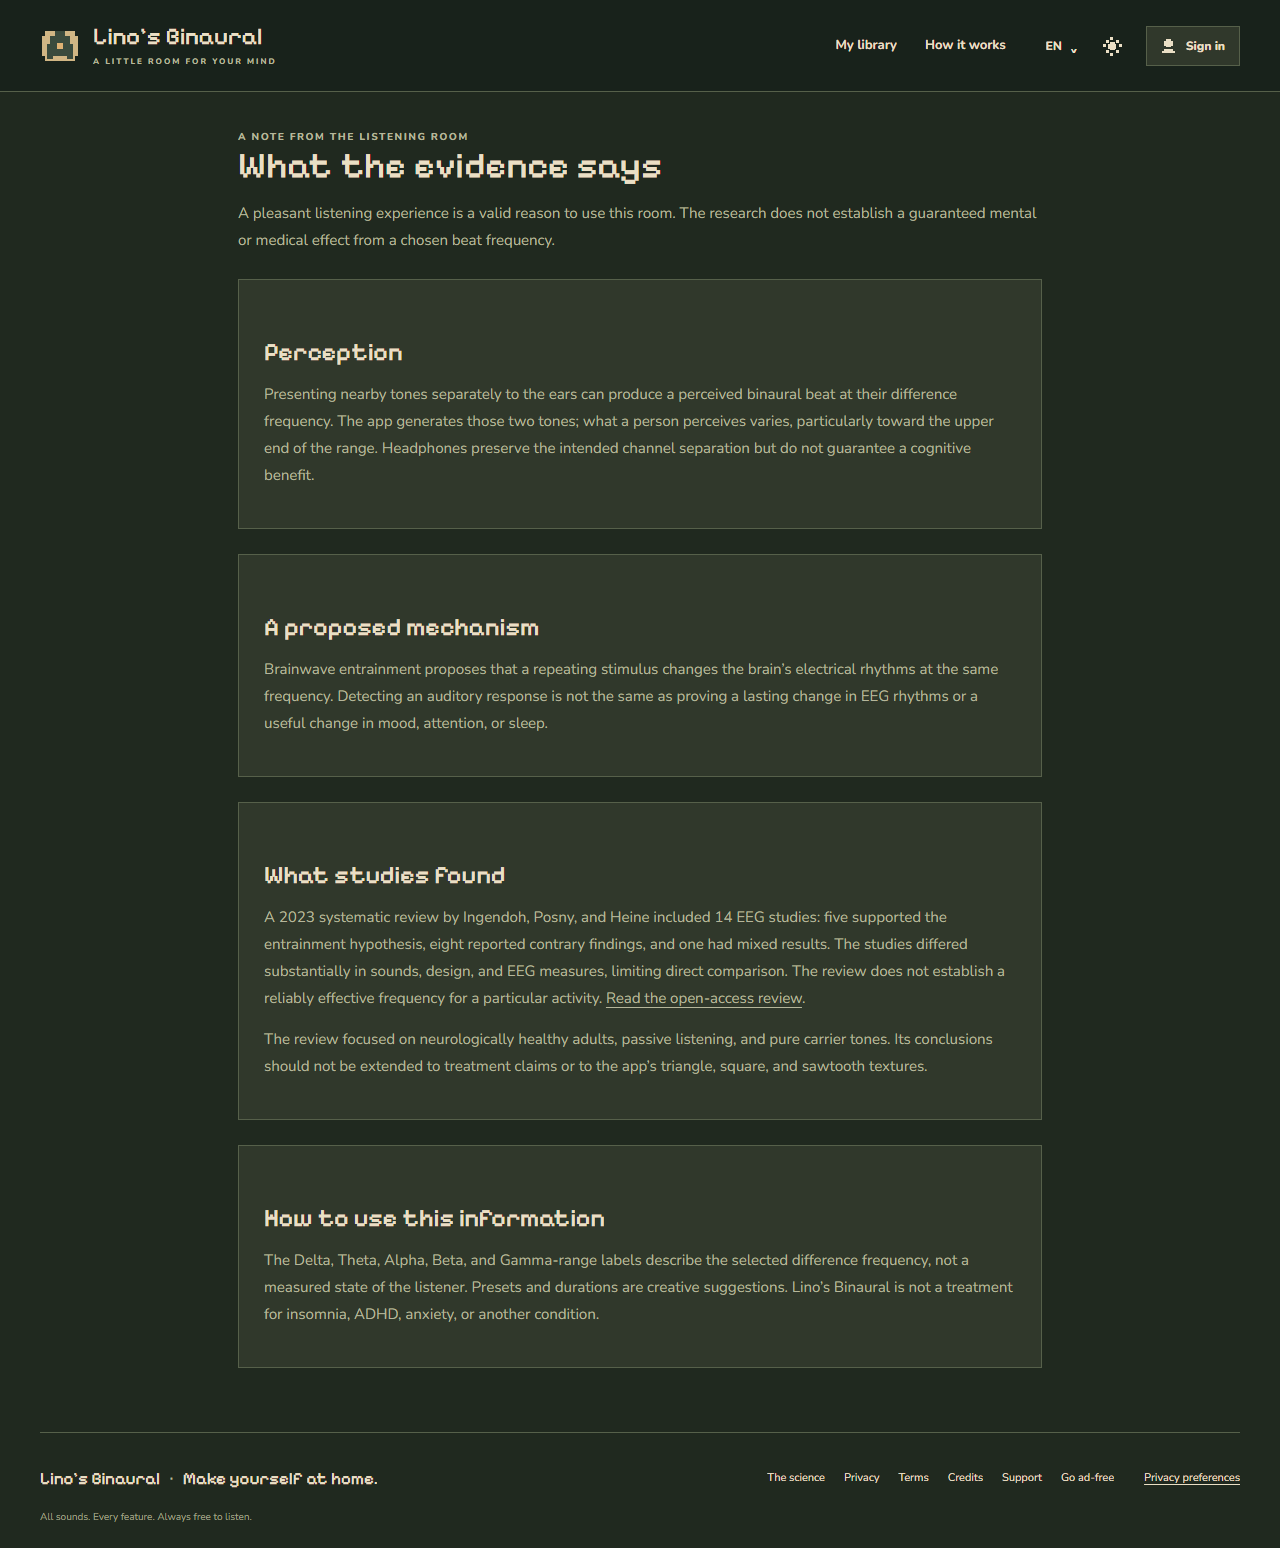 Lino's Binaural
A LITTLE ROOM FOR YOUR MIND
My library
How it works
EN
Sign in
A NOTE FROM THE LISTENING ROOM
What the evidence says
A pleasant listening experience is a valid reason to use this room. The research does not establish a guaranteed mental
or medical effect from a chosen beat frequency.
Perception
Presenting nearby tones separately to the ears can produce a perceived binaural beat at their difference
frequency. The app generates those two tones; what a person perceives varies, particularly toward the upper
end of the range. Headphones preserve the intended channel separation but do not guarantee a cognitive
benefit.
A proposed mechanism
Brainwave entrainment proposes that a repeating stimulus changes the brain's electrical rhythms at the same
frequency. Detecting an auditory response is not the same as proving a lasting change in EEG rhythms or a
useful change in mood, attention, or sleep.
What studies found
A 2023 systematic review by Ingendoh, Posny, and Heine included 14 EEG studies: five supported the
entrainment hypothesis, eight reported contrary findings, and one had mixed results. The studies differed
substantially in sounds, design, and EEG measures, limiting direct comparison. The review does not establish a
reliably effective frequency for a particular activity. Read the open-access review.
The review focused on neurologically healthy adults, passive listening, and pure carrier tones. Its conclusions
should not be extended to treatment claims or to the app's triangle, square, and sawtooth textures.
How to use this information
The Delta, Theta, Alpha, Beta, and Gamma-range labels describe the selected difference frequency, not a
measured state of the listener. Presets and durations are creative suggestions. Lino's Binaural is not a treatment
for insomnia, ADHD, anxiety, or another condition.
Lino's Binaural · Make yourself at home.
The science
Privacy
Terms
Credits
Support
Go ad-free
Privacy preferences
All sounds. Every feature. Always free to listen.